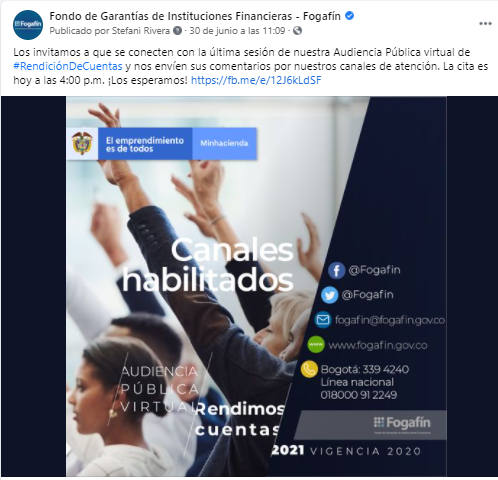 Fogafín
Fondo de Garantías de Instituciones Financieras - Fogafín
Publicado por Stefani Rivera · 30 de junio a las 11:09 ·
Los invitamos a que se conecten con la última sesión de nuestra Audiencia Pública virtual de
#RendiciónDeCuentas y nos envíen sus comentarios por nuestros canales de atención. La cita es
hoy a las 4:00 p.m. ¡Los esperamos! https://fb.me/e/12J6kLdSF
El emprendimiento
es de todos
Minhacienda
Canales
habilitados
@Fogafin
@Fogafin
fogafin@fogafin.gov.co
www.fogafin.gov.co
Bogotá: 339 4240
Línea nacional
018000 91 2249
AUDIENCIA
PÚBLICA
VIRTUAL
Rendimos
cuentas
Fogafín
2021 VIGENCIA 2020